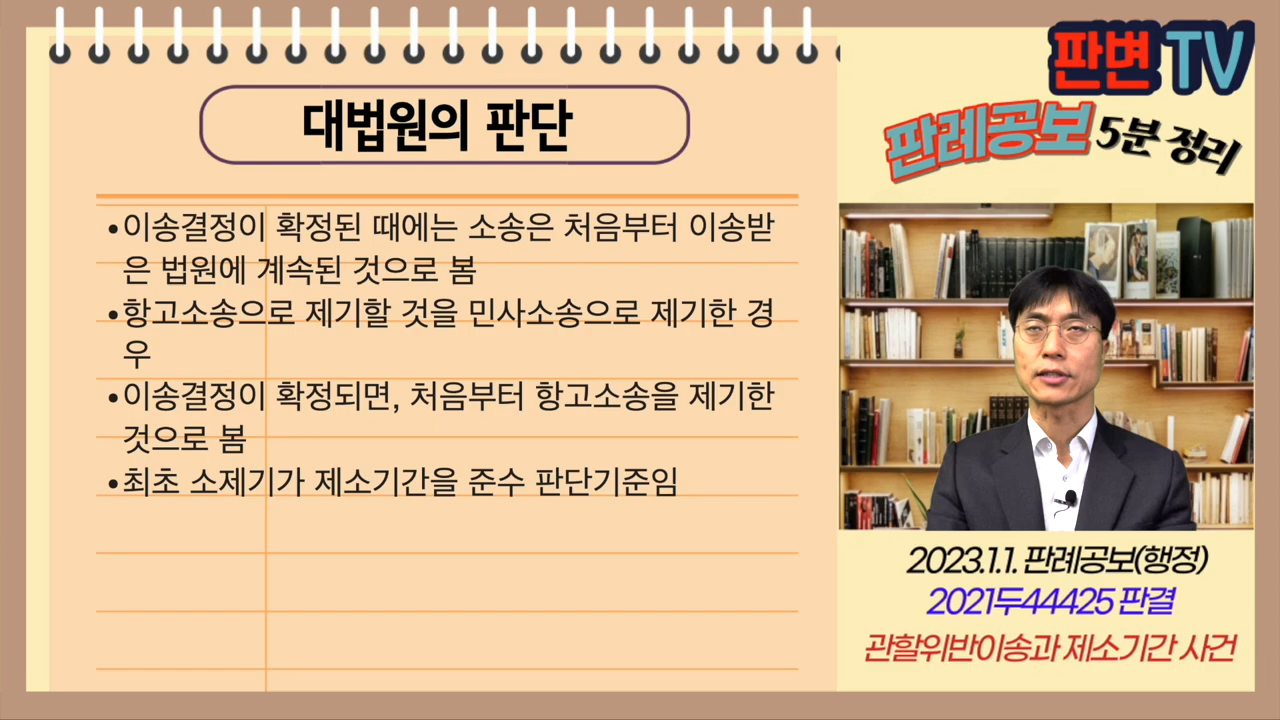 판변 TV
판례공보 5분 정리
대법원의 판단
•이송결정이 확정된 때에는 소송은 처음부터 이송받
은 법원에 계속된 것으로 봄
•항고소송으로 제기할 것을 민사소송으로 제기한 경
우
•이송결정이 확정되면, 처음부터 항고소송을 제기한
것으로 봄
•최초 소제기가 제소기간을 준수 판단기준임
2023.1.1. 판례공보(행정)
2021두44425 판결
관할위반이송과 제소기간 사건